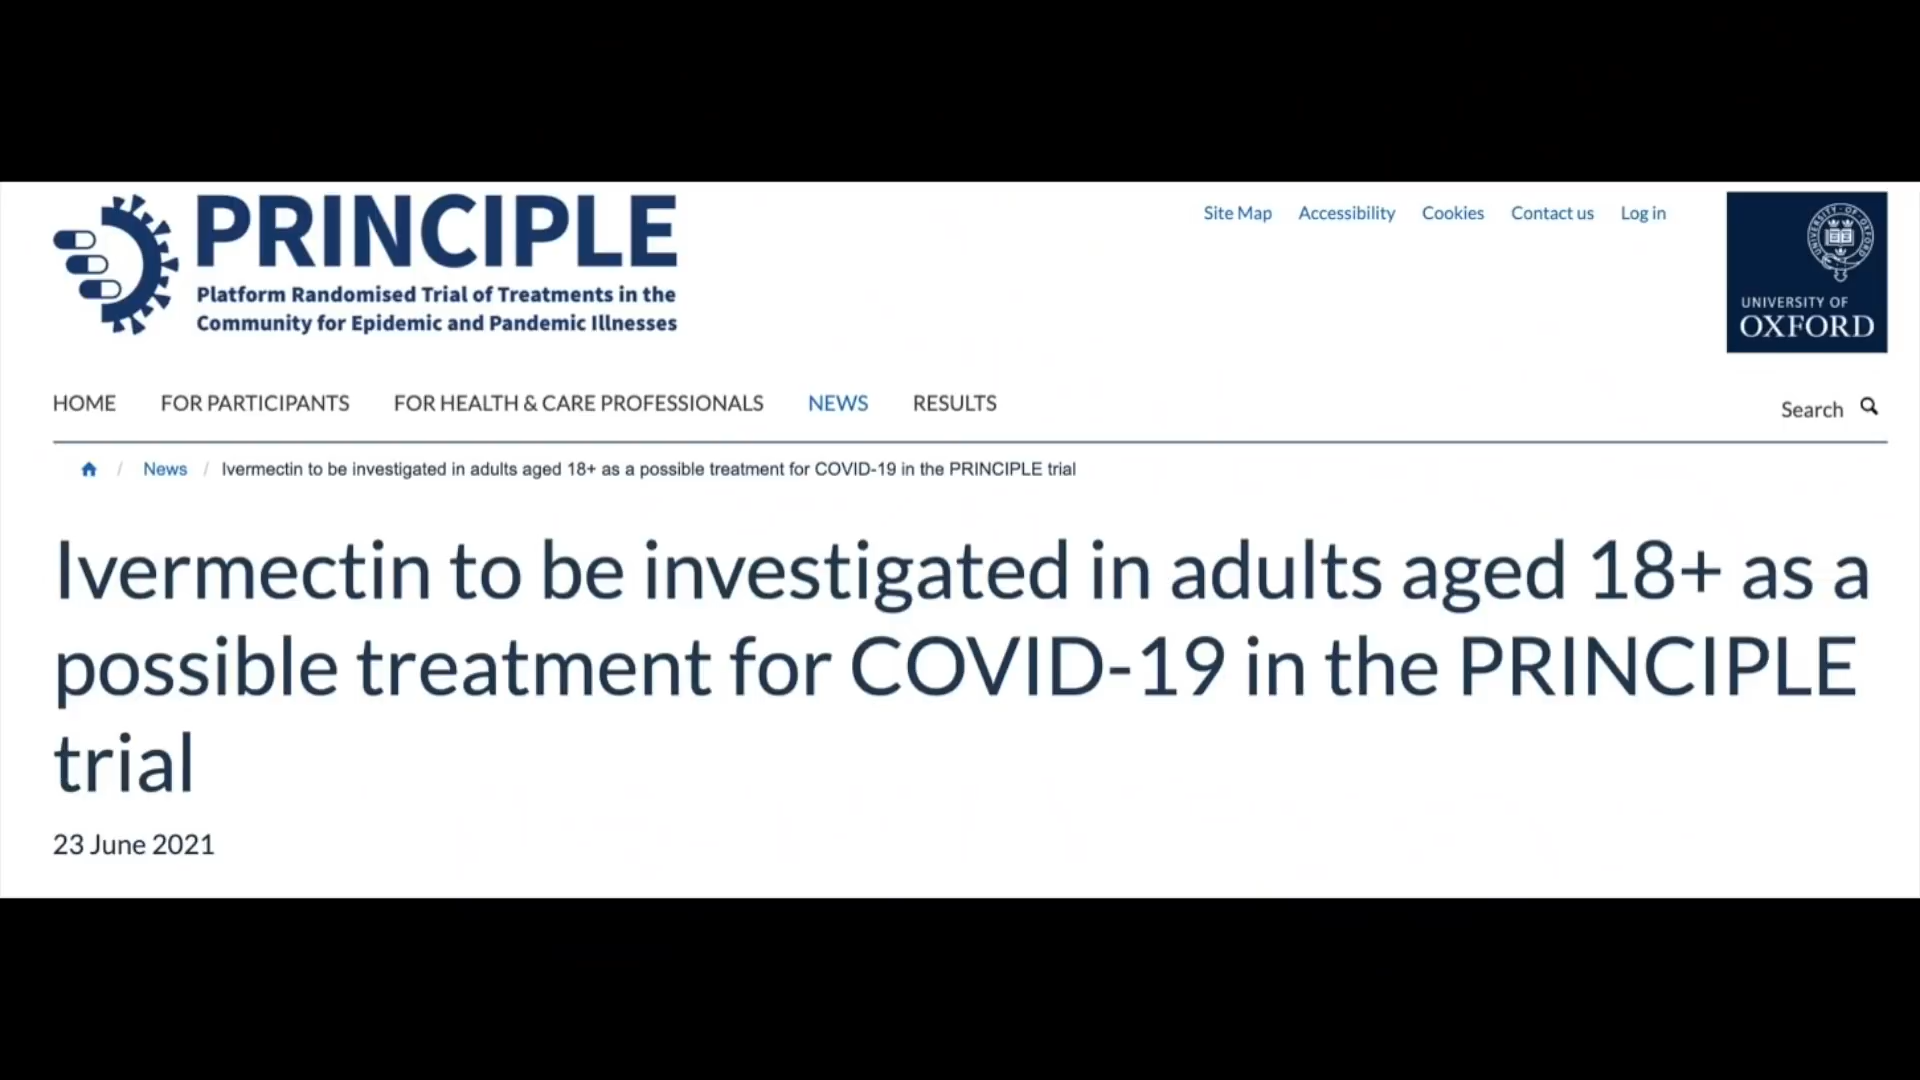 PRINCIPLE
Platform Randomised Trial of Treatments in the
Community for Epidemic and Pandemic Illnesses
Site Map Accessibility Cookies Contact us Log in
UNIVERSITY OF OXFORD
UNIVERSITY OF
OXFORD
HOME FOR PARTICIPANTS FOR HEALTH & CARE PROFESSIONALS NEWS RESULTS
Search
/ News / Ivermectin to be investigated in adults aged 18+ as a possible treatment for COVID-19 in the PRINCIPLE trial
Ivermectin to be investigated in adults aged 18+ as a
possible treatment for COVID-19 in the PRINCIPLE
trial
23 June 2021